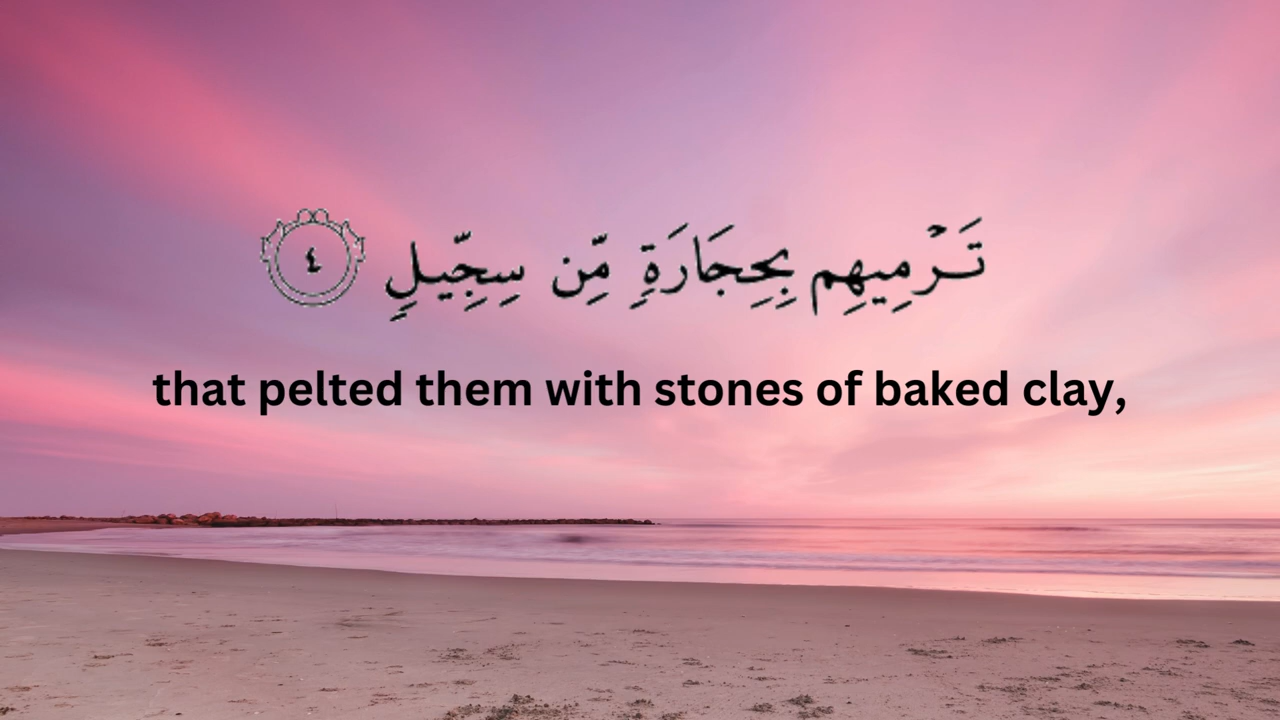 تَرْمِيهِم بِحِجَارَةٍ مِّن سِجِّيلٍ ٤
that pelted them with stones of baked clay,